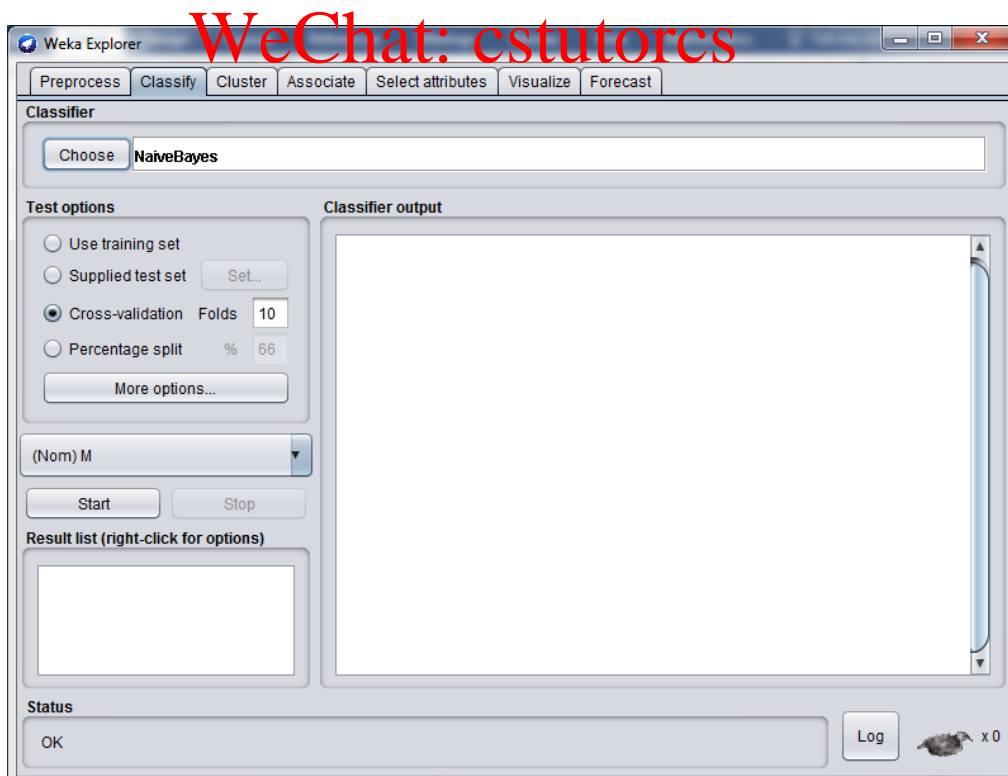 WeChat: cstutorcs
Weka Explorer
Preprocess Classify Cluster Associate Select attributes Visualize Forecast
Classifier
Choose NaiveBayes
Test options
Classifier output
Use training set
Supplied test set Set...
Cross-validation Folds 10
Percentage split % 66
More options...
(Nom) M
Start Stop
Result list (right-click for options)
Status
OK
Log
x 0